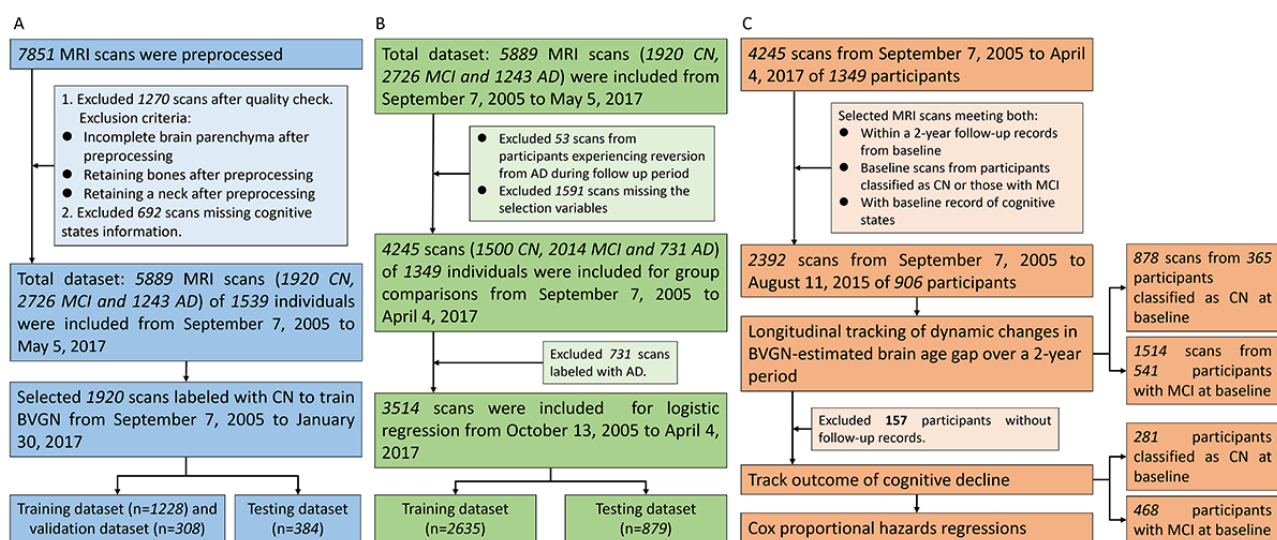 A
7851 MRI scans were preprocessed
1. Excluded 1270 scans after quality check.
Exclusion criteria:
● Incomplete brain parenchyma after
preprocessing
● Retaining bones after preprocessing
● Retaining a neck after preprocessing
2. Excluded 692 scans missing cognitive
states information.
Total dataset: 5889 MRI scans (1920 CN,
2726 MCI and 1243 AD) of 1539 individuals
were included from September 7, 2005 to
May 5, 2017
Selected 1920 scans labeled with CN to train
BVGN from September 7, 2005 to January
30, 2017
Training dataset (n=1228) and
validation dataset (n=308)
Testing dataset
(n=384)
B
Total dataset: 5889 MRI scans (1920 CN,
2726 MCI and 1243 AD) were included from
September 7, 2005 to May 5, 2017
● Excluded 53 scans from
participants experiencing reversion
from AD during follow up period
● Excluded 1591 scans missing the
selection variables
4245 scans (1500 CN, 2014 MCI and 731 AD)
of 1349 individuals were included for group
comparisons from September 7, 2005 to
April 4, 2017
Excluded 731 scans
labeled with AD.
3514 scans were included for logistic
regression from October 13, 2005 to April 4,
2017
Training dataset
(n=2635)
Testing dataset
(n=879)
C
4245 scans from September 7, 2005 to April
4, 2017 of 1349 participants
Selected MRI scans meeting both:
● Within a 2-year follow-up records
from baseline
● Baseline scans from participants
classified as CN or those with MCI
● With baseline record of cognitive
states
2392 scans from September 7, 2005 to
August 11, 2015 of 906 participants
Longitudinal tracking of dynamic changes in
BVGN-estimated brain age gap over a 2-year
period
878 scans from 365
participants
classified as CN at
baseline
1514 scans from
541 participants
with MCI at baseline
Excluded 157 participants without
follow-up records.
Track outcome of cognitive decline
281 participants
classified as CN at
baseline
468 participants
with MCI at baseline
Cox proportional hazards regressions